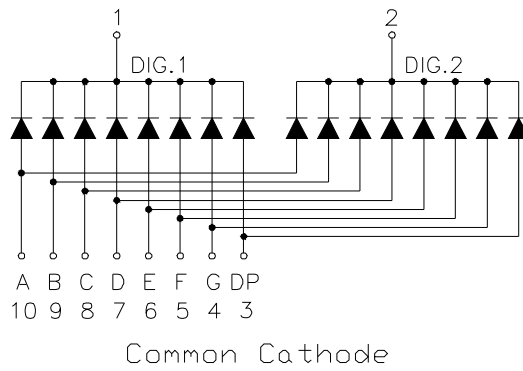 1 2
DIG.1 DIG.2
A B C D E F G DP
10 9 8 7 6 5 4 3
Common Cathode